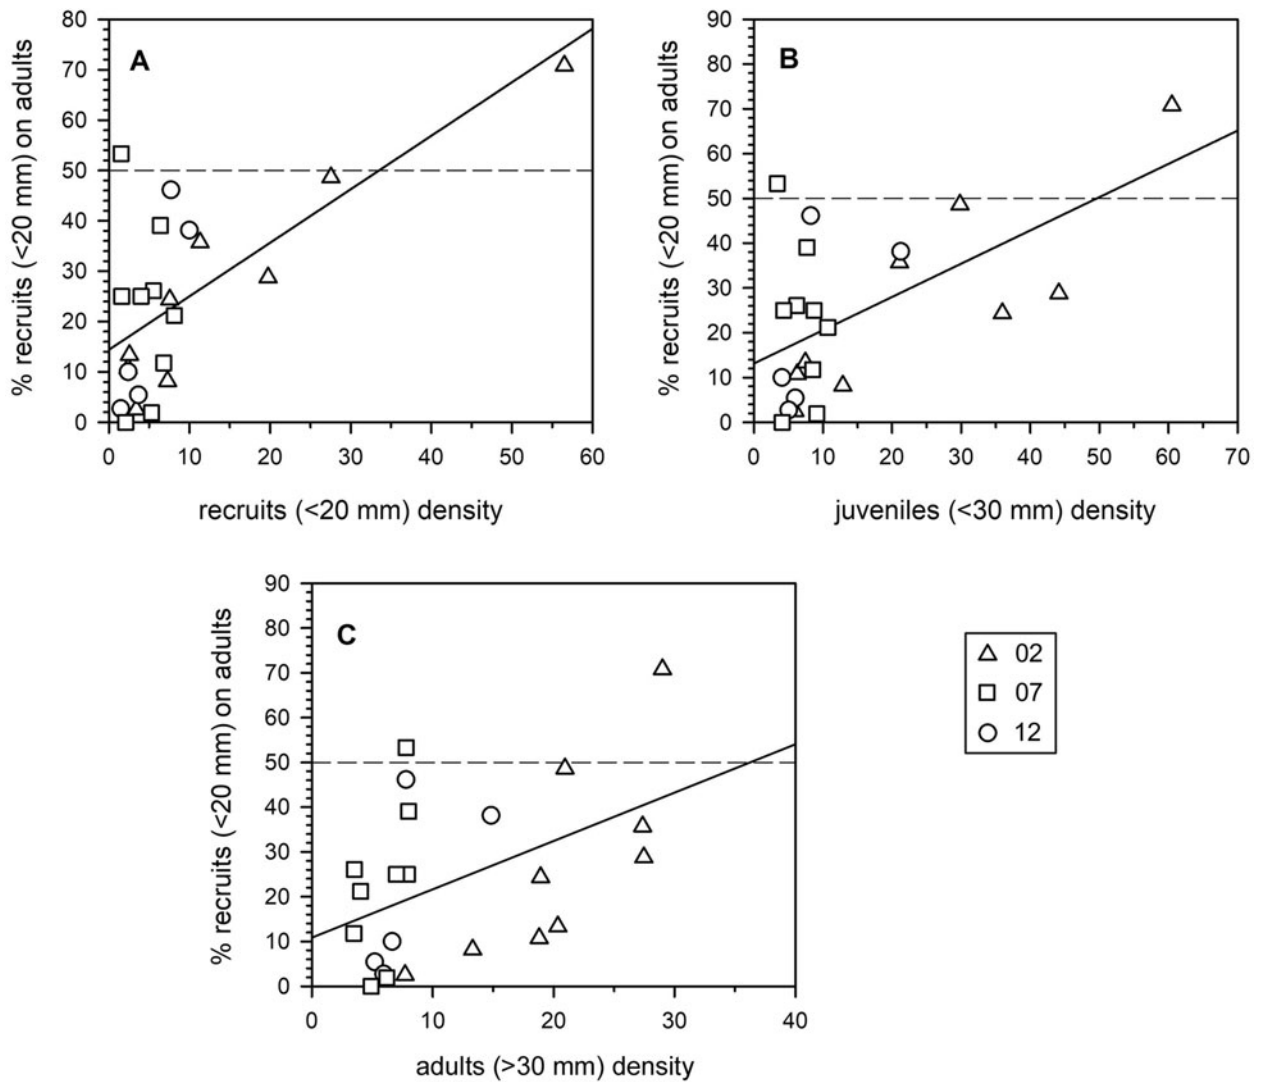 A
% recruits (<20 mm) on adults
80
70
60
50
40
30
20
10
0
0 10 20 30 40 50 60
recruits (<20 mm) density
B
% recruits (<20 mm) on adults
90
80
70
60
50
40
30
20
10
0
0 10 20 30 40 50 60 70
juveniles (<30 mm) density
C
% recruits (<20 mm) on adults
90
80
70
60
50
40
30
20
10
0
0 10 20 30 40
adults (>30 mm) density
02
07
12